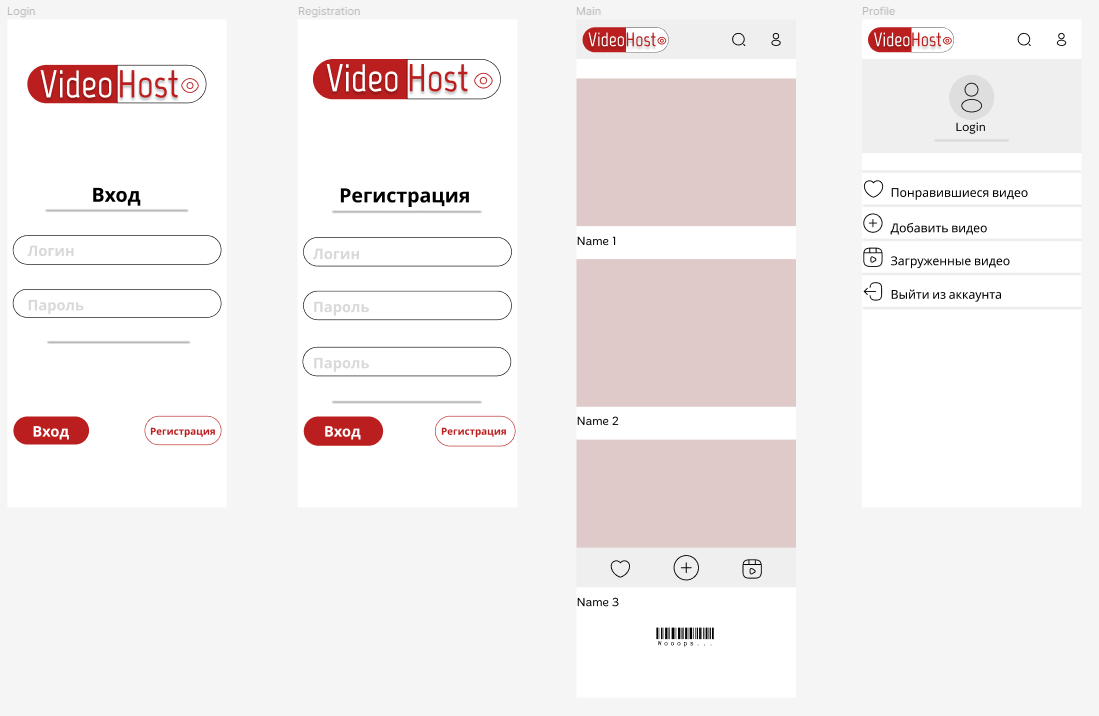 Login
VideoHost
Вход
Логин
Пароль
Вход
Регистрация
Registration
VideoHost
Регистрация
Логин
Пароль
Пароль
Вход
Регистрация
Main
VideoHost
Name 1
Name 2
Name 3
Wooops...
Profile
VideoHost
Login
Понравившиеся видео
Добавить видео
Загруженные видео
Выйти из аккаунта